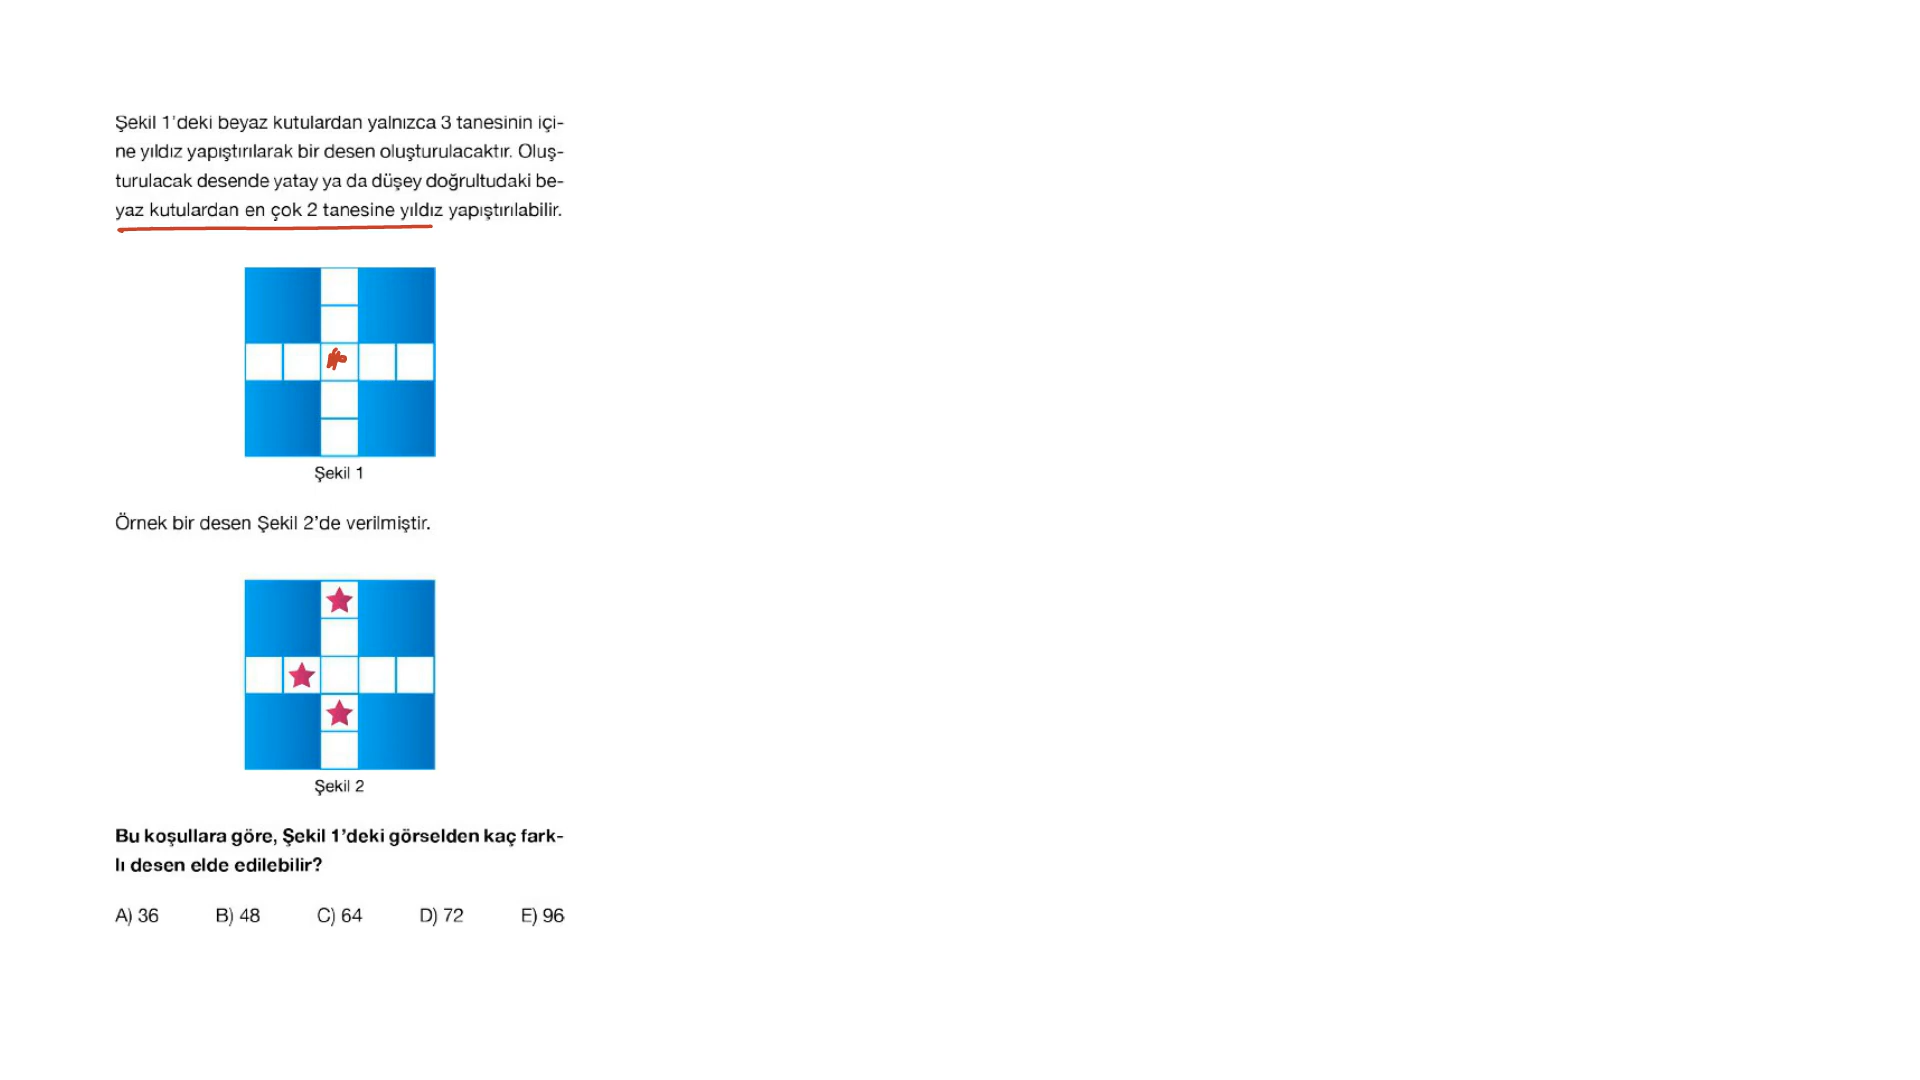 Şekil 1'deki beyaz kutulardan yalnızca 3 tanesinin içi-
ne yıldız yapıştırılarak bir desen oluşturulacaktır. Oluş-
turulacak desende yatay ya da düşey doğrultudaki be-
yaz kutulardan en çok 2 tanesine yıldız yapıştırılabilir.
Şekil 1
Örnek bir desen Şekil 2'de verilmiştir.
Şekil 2
Bu koşullara göre, Şekil 1'deki görselden kaç fark-
lı desen elde edilebilir?
A) 36 B) 48 C) 64 D) 72 E) 96